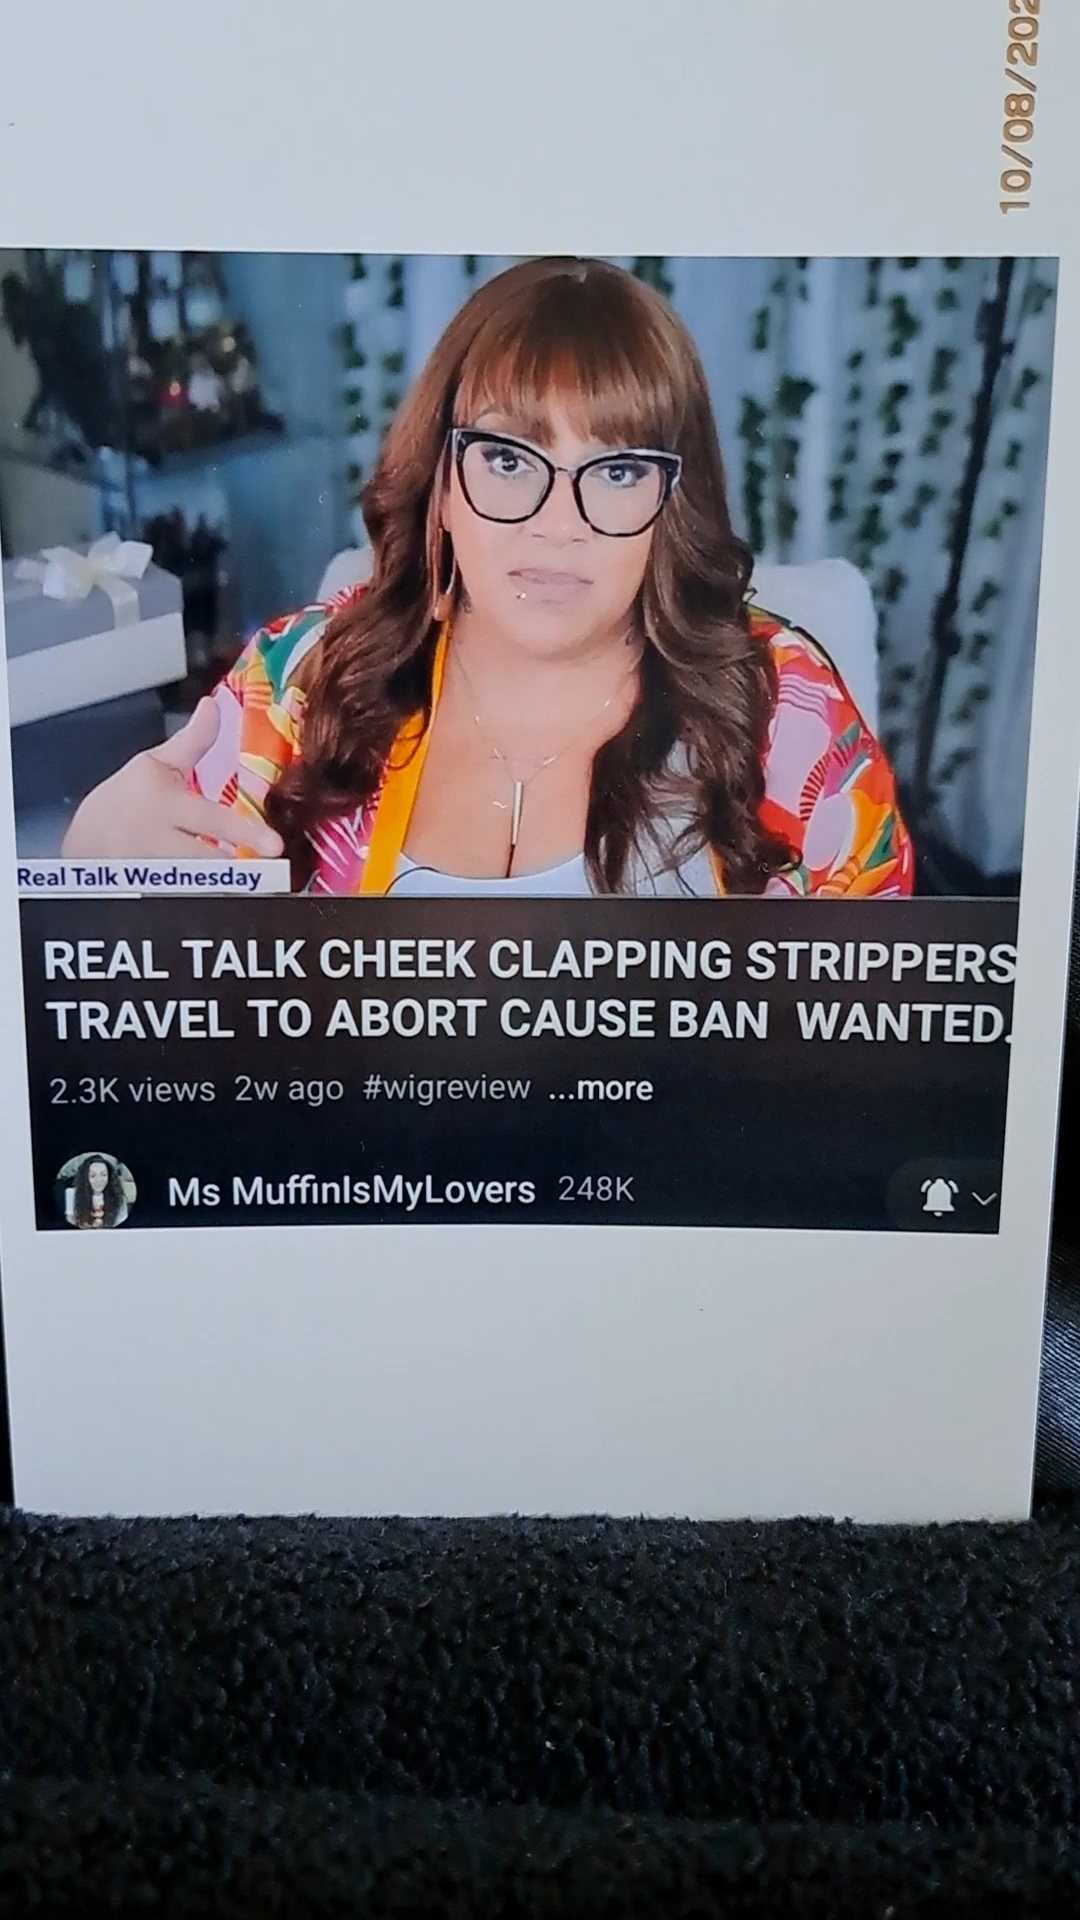 10/08/202
Real Talk Wednesday
REAL TALK CHEEK CLAPPING STRIPPERS
TRAVEL TO ABORT CAUSE BAN WANTED.
2.3K views 2w ago #wigreview ...more
Ms MuffinIsMyLovers 248K